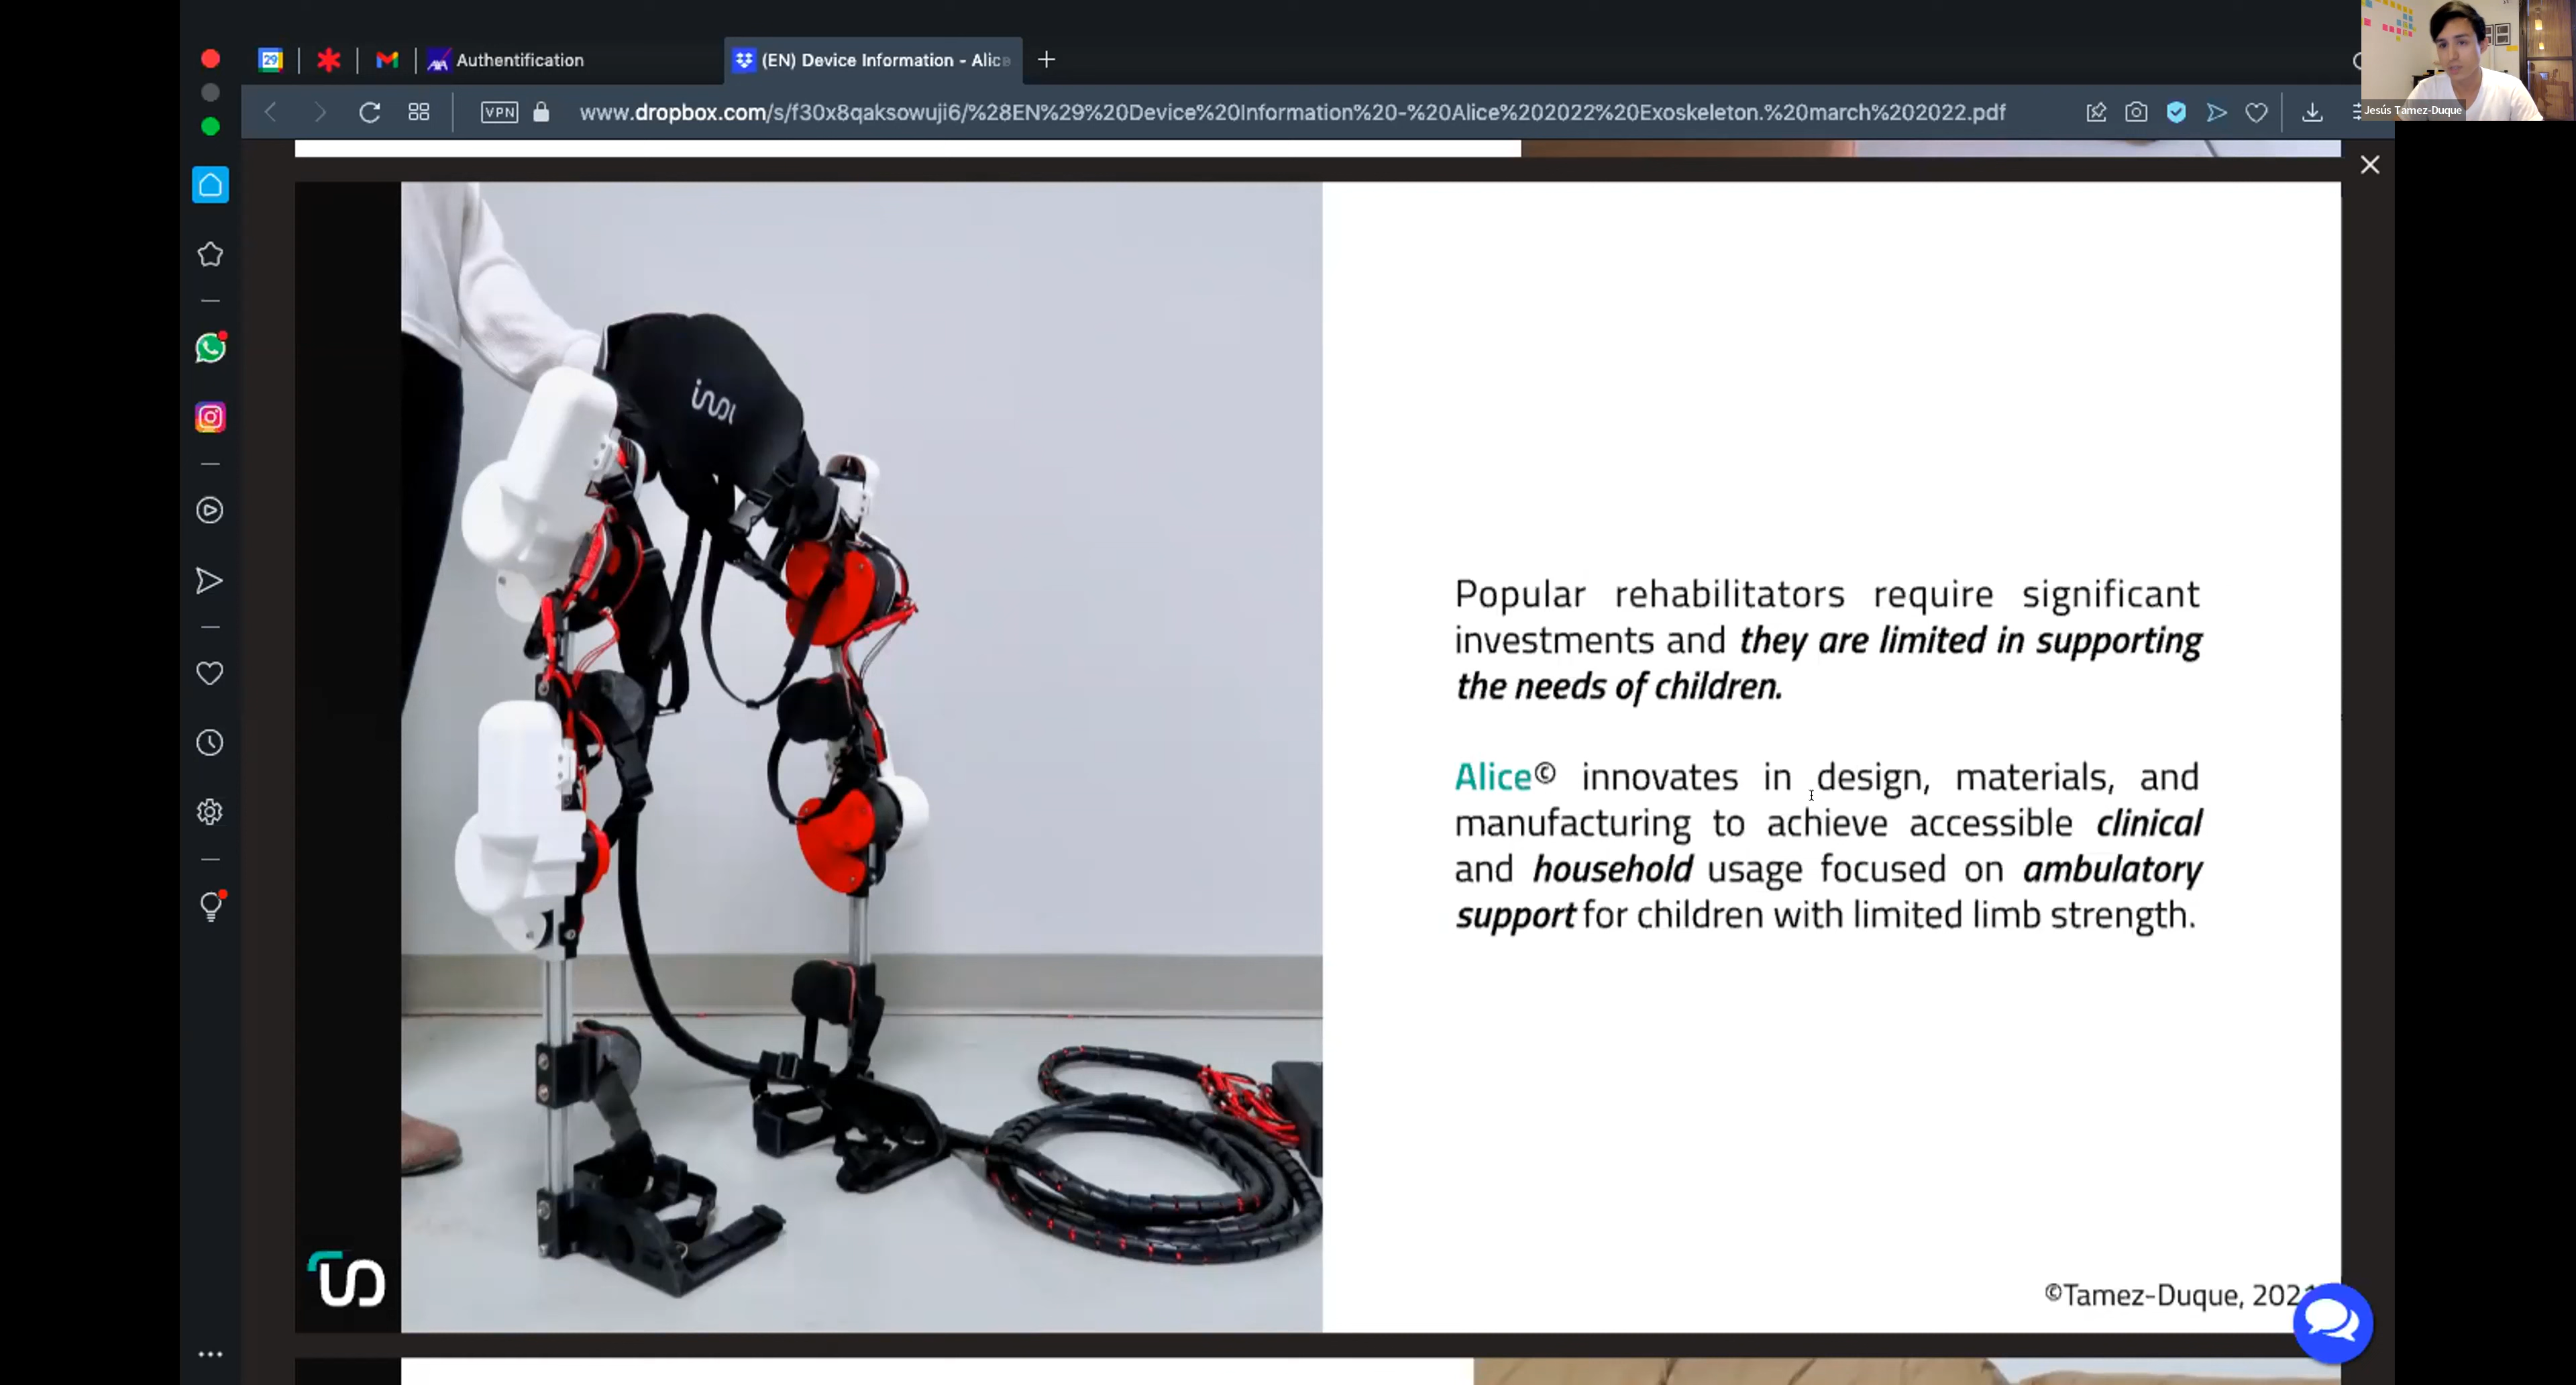 29
AXA
Authentification
(EN) Device Information - Alice
VPN
www.dropbox.com/s/f30x8qaksowuji6/%28EN%29%20Device%20Information%20-%20Alice%202022%20Exoskeleton.%20march%202022.pdf
Jesús Tamez-Duque
Popular rehabilitators require significant
investments and they are limited in supporting
the needs of children.
Alice© innovates in design, materials, and
manufacturing to achieve accessible clinical
and household usage focused on ambulatory
support for children with limited limb strength.
©Tamez-Duque,